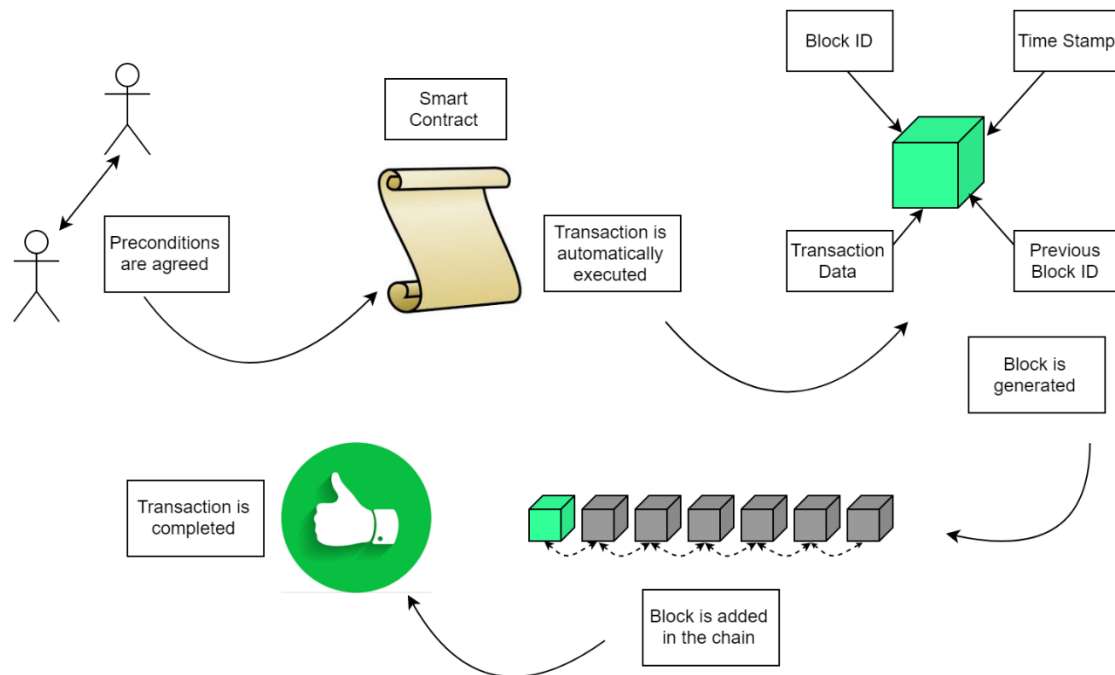 Block ID
Time Stamp
Smart
Contract
Preconditions
are agreed
Transaction is
automatically
executed
Transaction
Data
Previous
Block ID
Block is
generated
Transaction is
completed
Block is added
in the chain